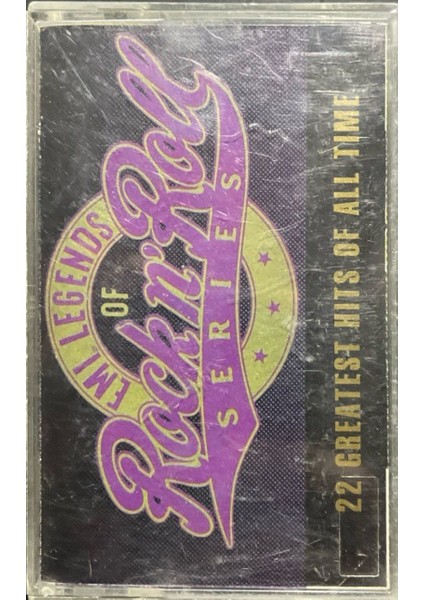 EMI LEGENDS
OF
Rock n' Roll
SERIES
22 GREATEST HITS OF ALL TIME